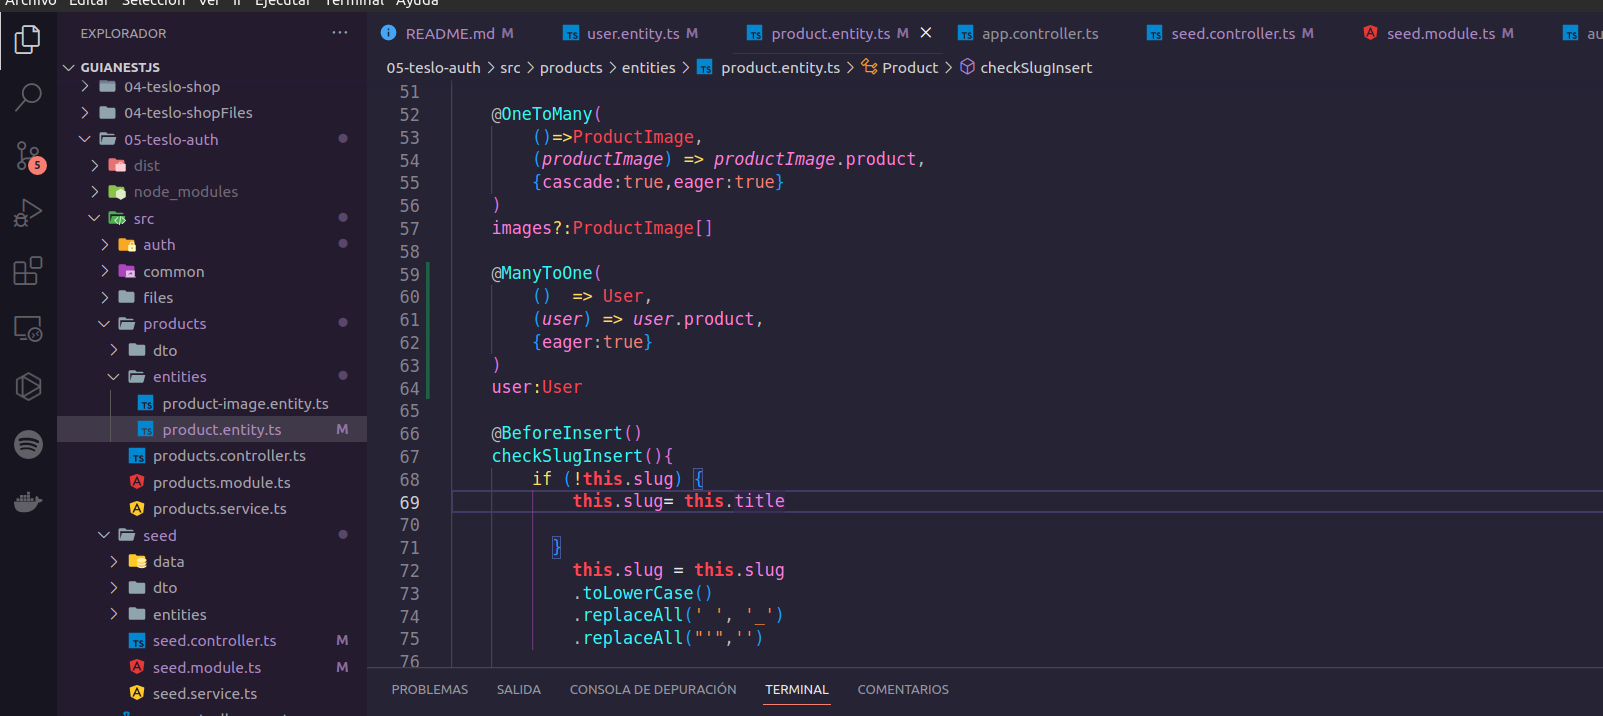 Archivo Editar Selección Ver Ir Ejecutar Terminal Ayuda
EXPLORADOR ···
README.md M
user.entity.ts M
product.entity.ts M
app.controller.ts
seed.controller.ts M
seed.module.ts M
au
GUIANESTJS
04-teslo-shop
04-teslo-shopFiles
05-teslo-auth
dist
node_modules
src
auth
common
files
products
dto
entities
product-image.entity.ts
product.entity.ts M
products.controller.ts
products.module.ts
products.service.ts
seed
data
dto
entities
seed.controller.ts M
seed.module.ts M
seed.service.ts
5
05-teslo-auth > src > products > entities > product.entity.ts > Product > checkSlugInsert
51
52 @OneToMany(
53 ()=>ProductImage,
54 (productImage) => productImage.product,
55 {cascade:true,eager:true}
56 )
57 images?:ProductImage[]
58
59 @ManyToOne(
60 () => User,
61 (user) => user.product,
62 {eager:true}
63 )
64 user:User
65
66 @BeforeInsert()
67 checkSlugInsert(){
68 if (!this.slug) {
69 this.slug= this.title
70
71 }
72 this.slug = this.slug
73 .toLowerCase()
74 .replaceAll(' ', '_')
75 .replaceAll("'",'')
76
PROBLEMAS SALIDA CONSOLA DE DEPURACIÓN TERMINAL COMENTARIOS